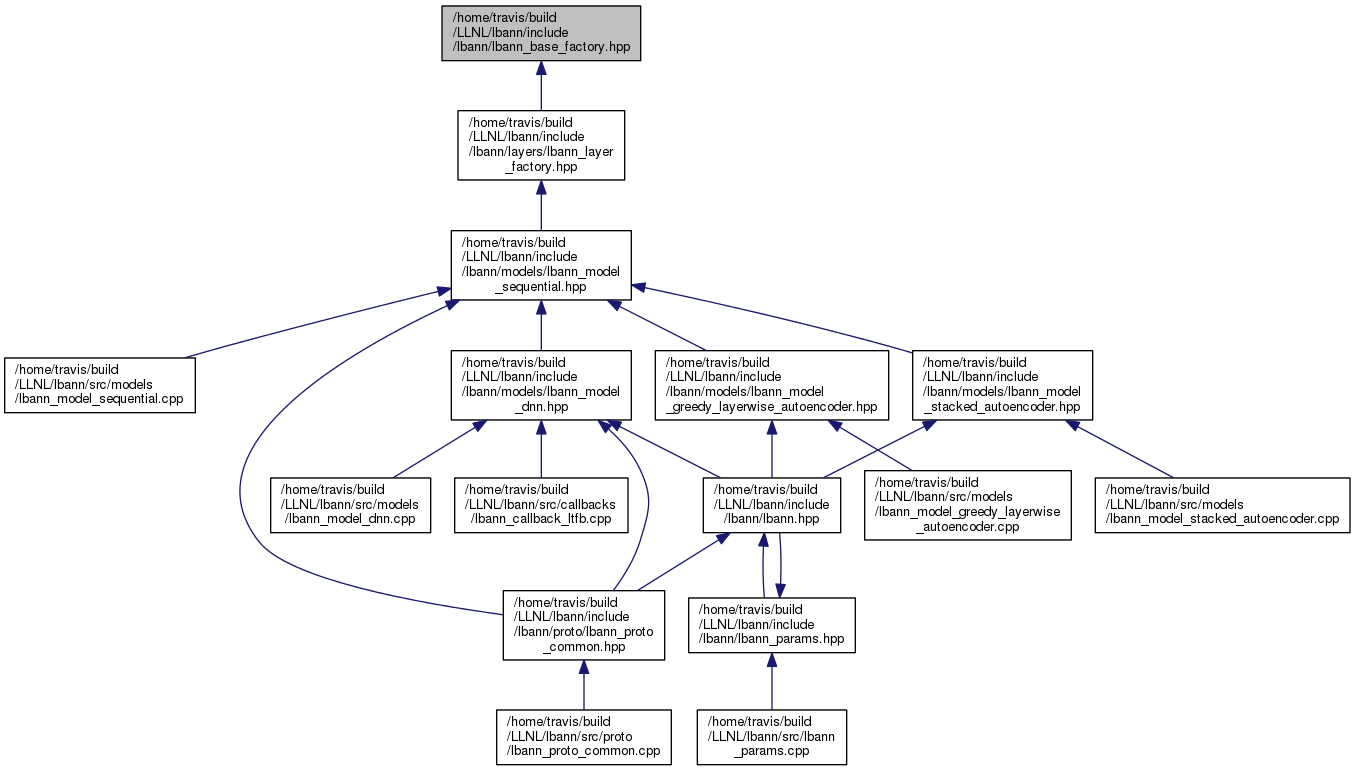 /home/travis/build
/LLNL/lbann/include
/lbann/lbann_base_factory.hpp
/home/travis/build
/LLNL/lbann/include
/lbann/layers/lbann_layer
_factory.hpp
/home/travis/build
/LLNL/lbann/include
/lbann/models/lbann_model
_sequential.hpp
/home/travis/build
/LLNL/lbann/src/models
/lbann_model_sequential.cpp
/home/travis/build
/LLNL/lbann/include
/lbann/models/lbann_model
_dnn.hpp
/home/travis/build
/LLNL/lbann/include
/lbann/models/lbann_model
_greedy_layerwise_autoencoder.hpp
/home/travis/build
/LLNL/lbann/include
/lbann/models/lbann_model
_stacked_autoencoder.hpp
/home/travis/build
/LLNL/lbann/src/models
/lbann_model_dnn.cpp
/home/travis/build
/LLNL/lbann/src/callbacks
/lbann_callback_ltfb.cpp
/home/travis/build
/LLNL/lbann/include
/lbann/lbann.hpp
/home/travis/build
/LLNL/lbann/src/models
/lbann_model_greedy_layerwise
_autoencoder.cpp
/home/travis/build
/LLNL/lbann/src/models
/lbann_model_stacked_autoencoder.cpp
/home/travis/build
/LLNL/lbann/include
/lbann/proto/lbann_proto
_common.hpp
/home/travis/build
/LLNL/lbann/include
/lbann/lbann_params.hpp
/home/travis/build
/LLNL/lbann/src/proto
/lbann_proto_common.cpp
/home/travis/build
/LLNL/lbann/src/lbann
_params.cpp